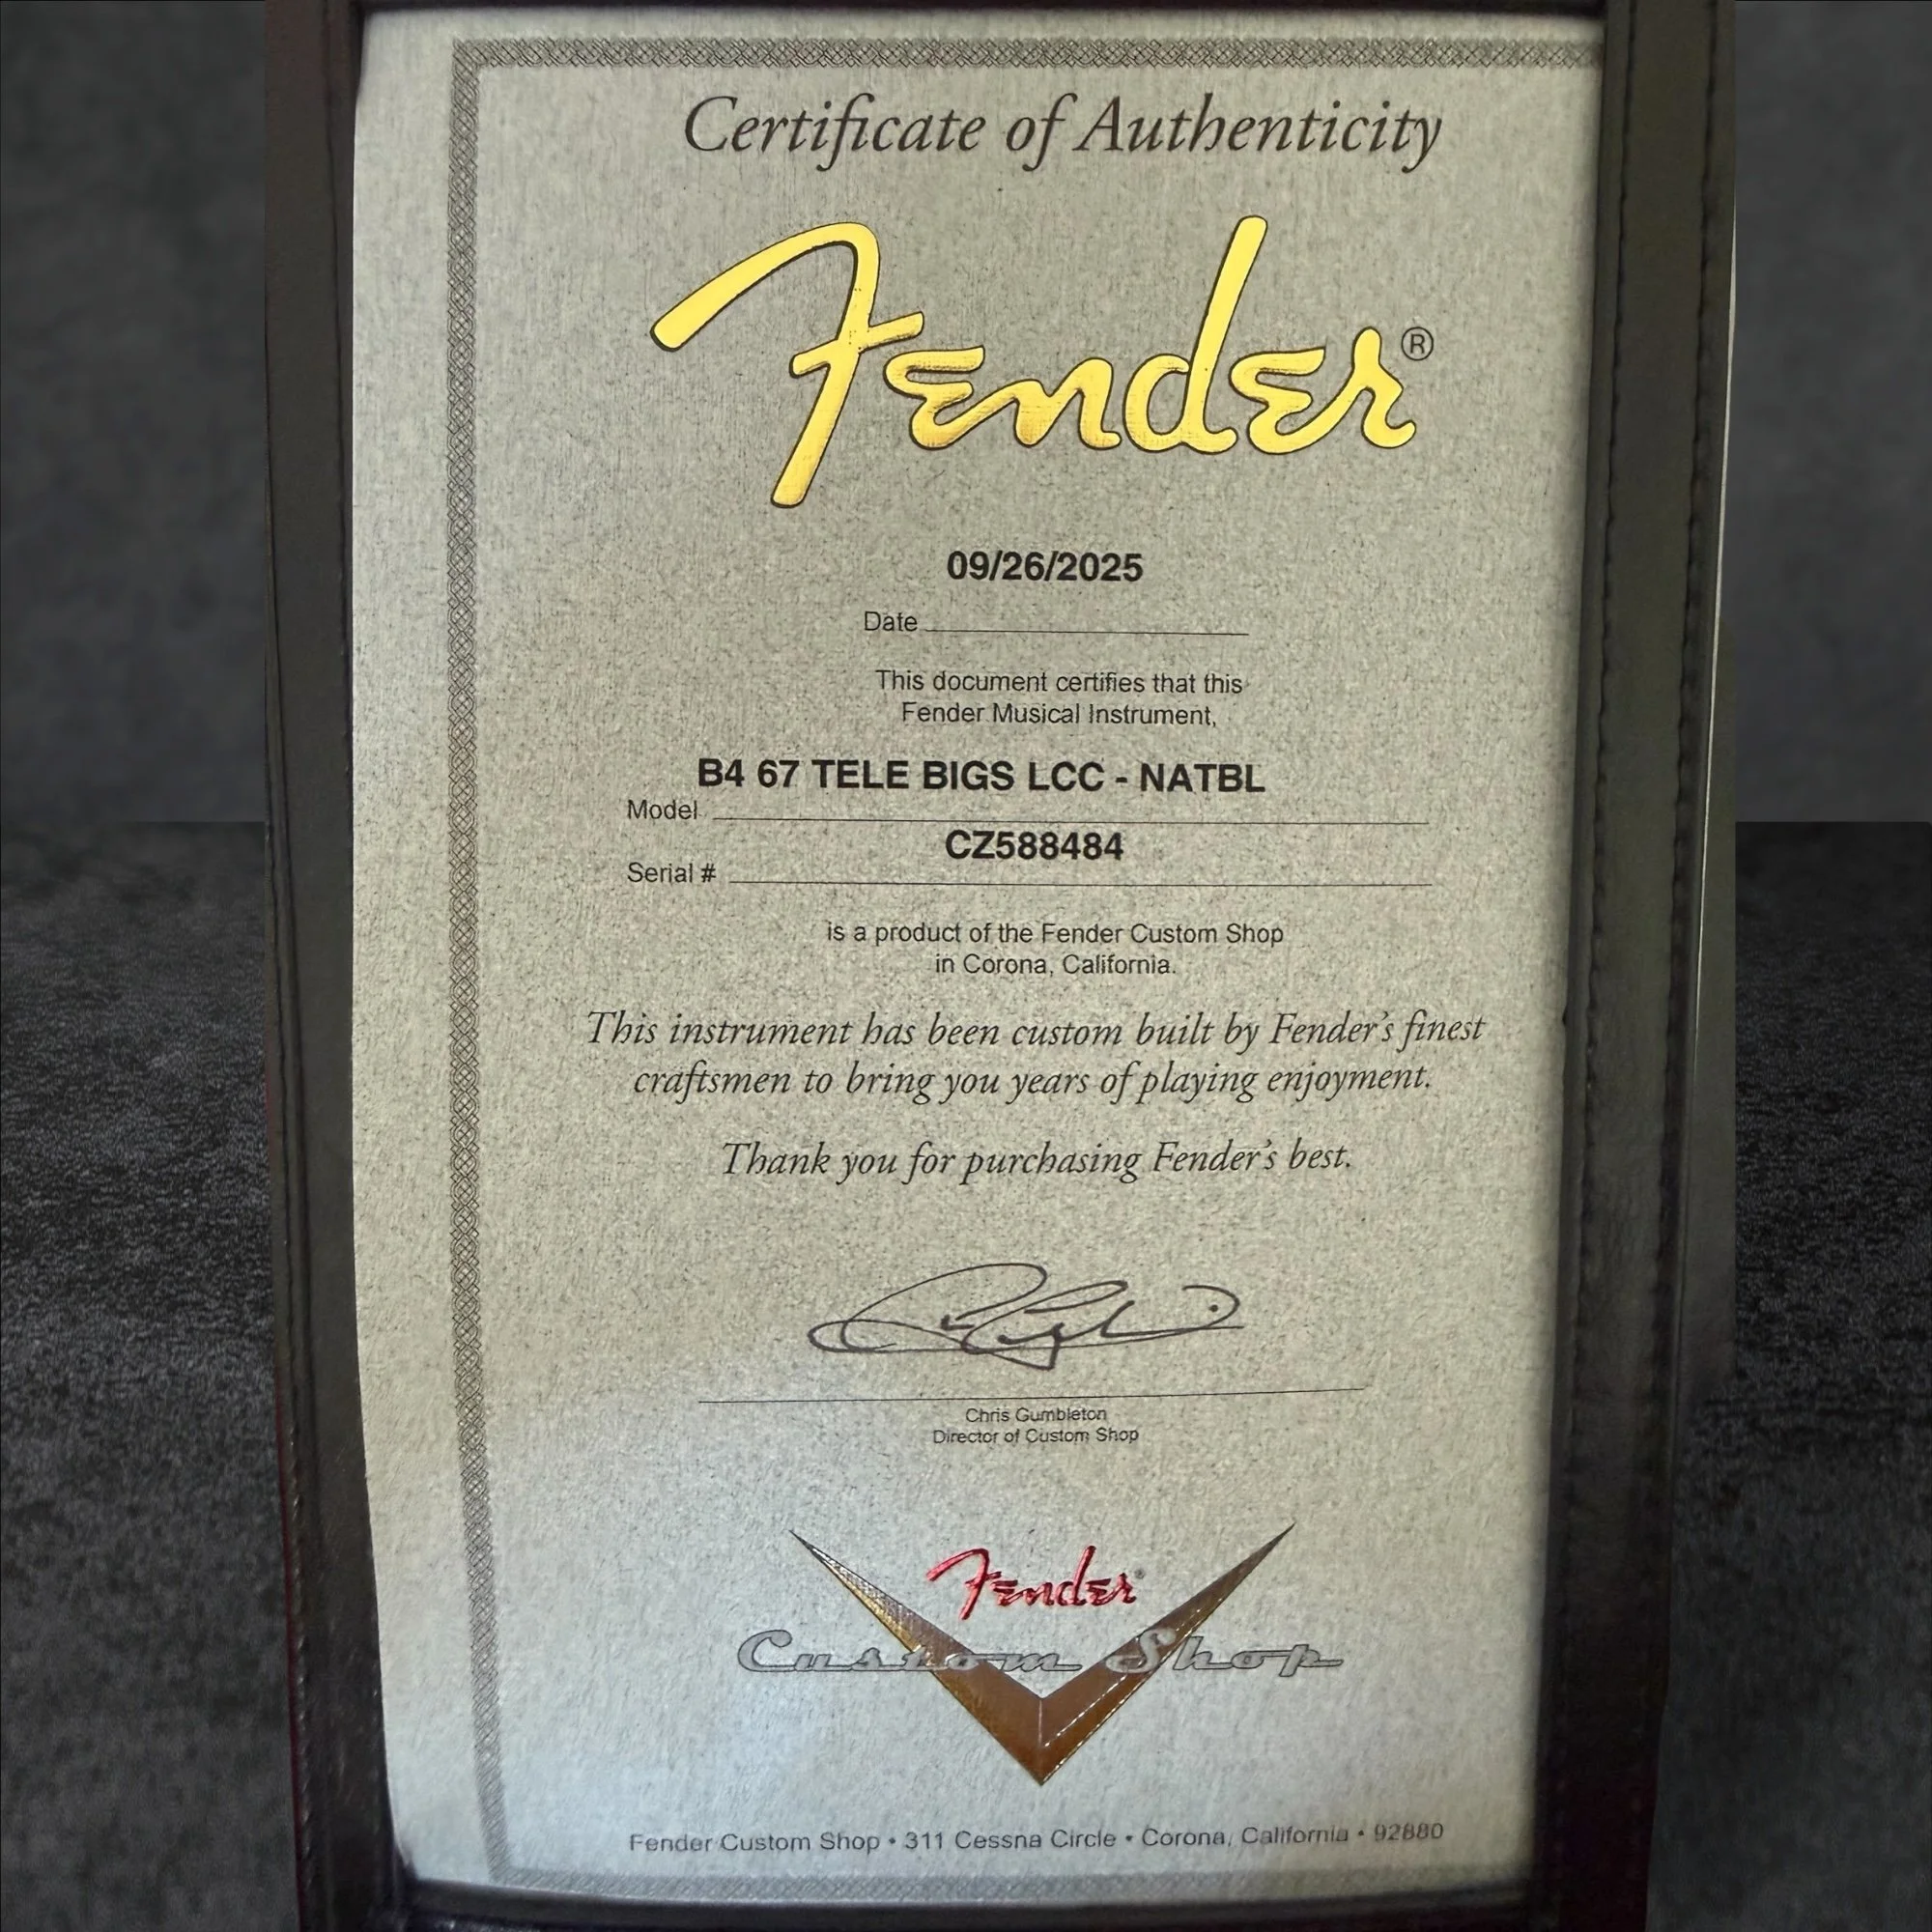 Certificate of Authenticity
Fender®
09/26/2025
Date
This document certifies that this
Fender Musical Instrument,
B4 67 TELE BIGS LCC - NATBL
Model
CZ588484
Serial #
is a product of the Fender Custom Shop
in Corona, California.
This instrument has been custom built by Fender's finest
craftsmen to bring you years of playing enjoyment.
Thank you for purchasing Fender's best.
Chris Gumbleton
Director of Custom Shop
Fender®
Custom Shop
Fender Custom Shop • 311 Cessna Circle • Corona, California • 92880